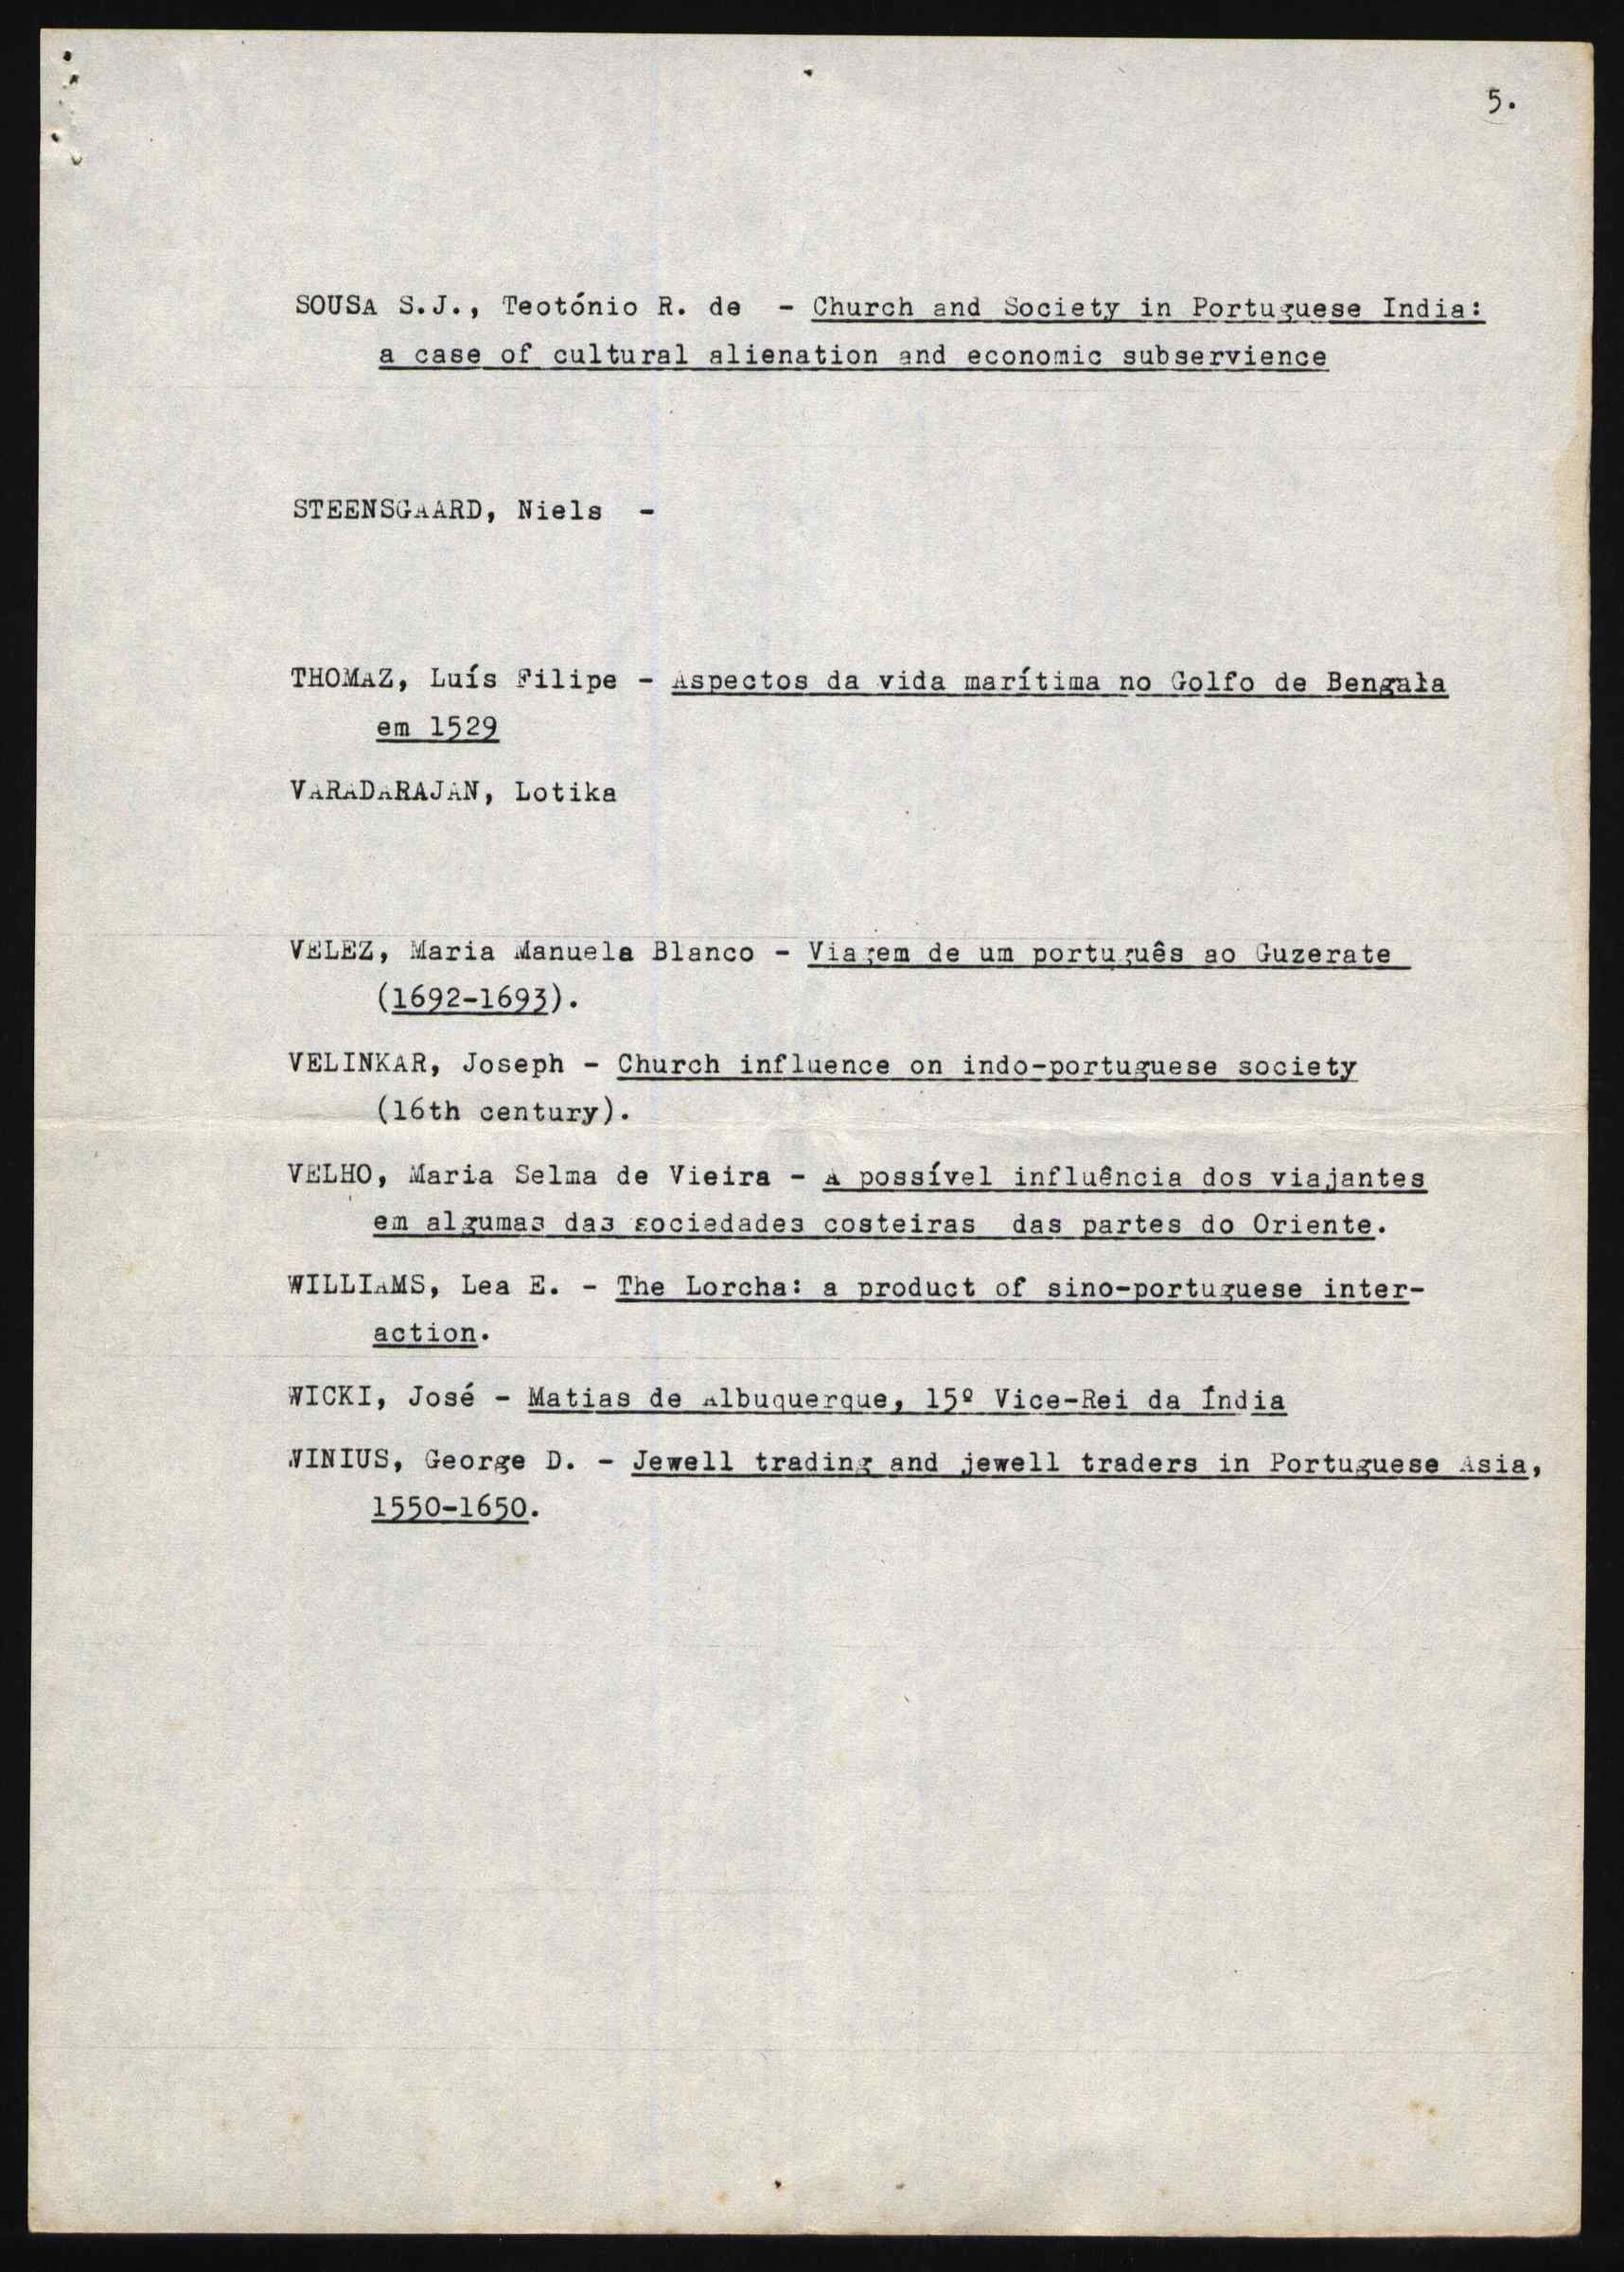 5.
SOUSA S.J., Teotónio R. de - Church and Society in Portuguese India:
a case of cultural alienation and economic subservience
STEENSGAARD, Niels -
THOMAZ, Luís Filipe - Aspectos da vida marítima no Golfo de Bengala
em 1529
VARADARAJAN, Lotika
VELEZ, Maria Manuela Blanco - Viagem de um português ao Guzerate
(1692-1693).
VELINKAR, Joseph - Church influence on indo-portuguese society
(16th century).
VELHO, Maria Selma de Vieira - A possível influência dos viajantes
em algumas das sociedades costeiras das partes do Oriente.
WILLIAMS, Lea E. - The Lorcha: a product of sino-portuguese inter-
action.
WICKI, José - Matias de Albuquerque, 15º Vice-Rei da Índia
WINIUS, George D. - Jewell trading and jewell traders in Portuguese Asia,
1550-1650.